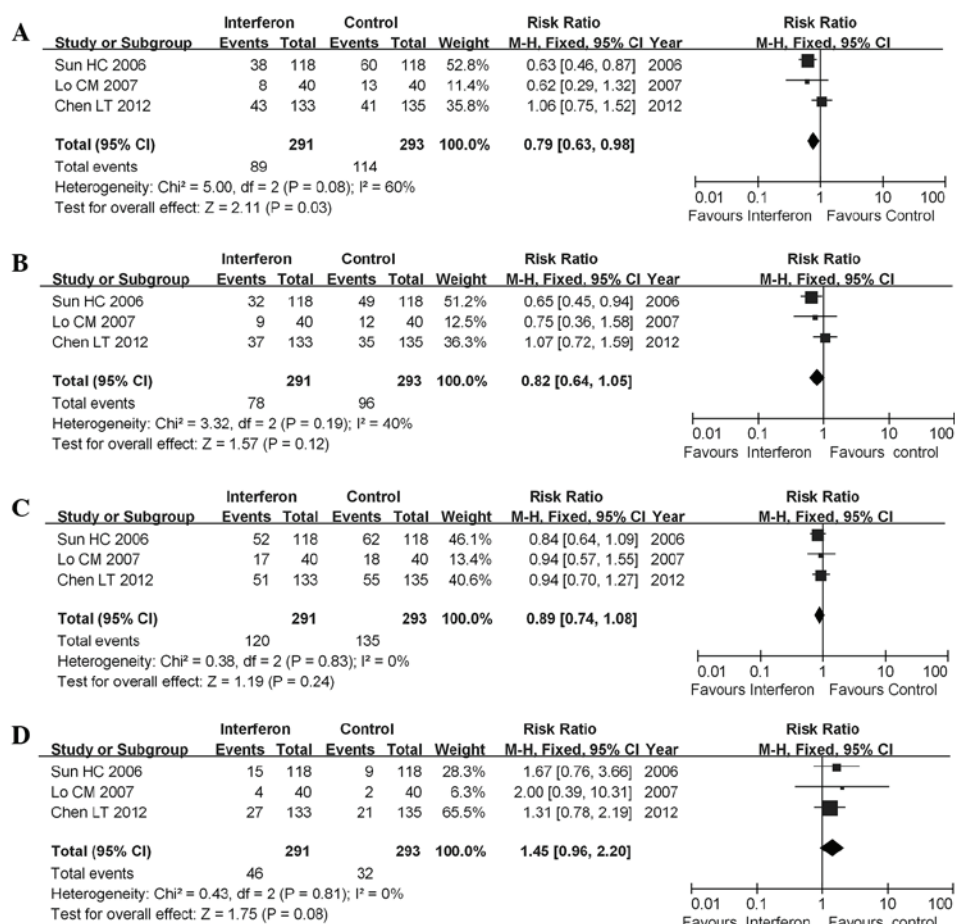 A
Interferon Control Risk Ratio Risk Ratio
Study or Subgroup Events Total Events Total Weight M-H, Fixed, 95% CI Year M-H, Fixed, 95% CI
Sun HC 2006 38 118 60 118 52.8% 0.63 [0.46, 0.87] 2006
Lo CM 2007 8 40 13 40 11.4% 0.62 [0.29, 1.32] 2007
Chen LT 2012 43 133 41 135 35.8% 1.06 [0.75, 1.52] 2012
Total (95% CI) 291 293 100.0% 0.79 [0.63, 0.98]
Total events 89 114
Heterogeneity: Chi² = 5.00, df = 2 (P = 0.08); I² = 60%
Test for overall effect: Z = 2.11 (P = 0.03)
0.01 0.1 1 10 100
Favours Interferon Favours Control
B
Interferon Control Risk Ratio Risk Ratio
Study or Subgroup Events Total Events Total Weight M-H, Fixed, 95% CI Year M-H, Fixed, 95% CI
Sun HC 2006 32 118 49 118 51.2% 0.65 [0.45, 0.94] 2006
Lo CM 2007 9 40 12 40 12.5% 0.75 [0.36, 1.58] 2007
Chen LT 2012 37 133 35 135 36.3% 1.07 [0.72, 1.59] 2012
Total (95% CI) 291 293 100.0% 0.82 [0.64, 1.05]
Total events 78 96
Heterogeneity: Chi² = 3.32, df = 2 (P = 0.19); I² = 40%
Test for overall effect: Z = 1.57 (P = 0.12)
0.01 0.1 1 10 100
Favours Interferon Favours control
C
Interferon Control Risk Ratio Risk Ratio
Study or Subgroup Events Total Events Total Weight M-H, Fixed, 95% CI Year M-H, Fixed, 95% CI
Sun HC 2006 52 118 62 118 46.1% 0.84 [0.64, 1.09] 2006
Lo CM 2007 17 40 18 40 13.4% 0.94 [0.57, 1.55] 2007
Chen LT 2012 51 133 55 135 40.6% 0.94 [0.70, 1.27] 2012
Total (95% CI) 291 293 100.0% 0.89 [0.74, 1.08]
Total events 120 135
Heterogeneity: Chi² = 0.38, df = 2 (P = 0.83); I² = 0%
Test for overall effect: Z = 1.19 (P = 0.24)
0.01 0.1 1 10 100
Favours Interferon Favours Control
D
Interferon Control Risk Ratio Risk Ratio
Study or Subgroup Events Total Events Total Weight M-H, Fixed, 95% CI Year M-H, Fixed, 95% CI
Sun HC 2006 15 118 9 118 28.3% 1.67 [0.76, 3.66] 2006
Lo CM 2007 4 40 2 40 6.3% 2.00 [0.39, 10.31] 2007
Chen LT 2012 27 133 21 135 65.5% 1.31 [0.78, 2.19] 2012
Total (95% CI) 291 293 100.0% 1.45 [0.96, 2.20]
Total events 46 32
Heterogeneity: Chi² = 0.43, df = 2 (P = 0.81); I² = 0%
Test for overall effect: Z = 1.75 (P = 0.08)
0.01 0.1 1 10 100
Favours Interferon Favours control